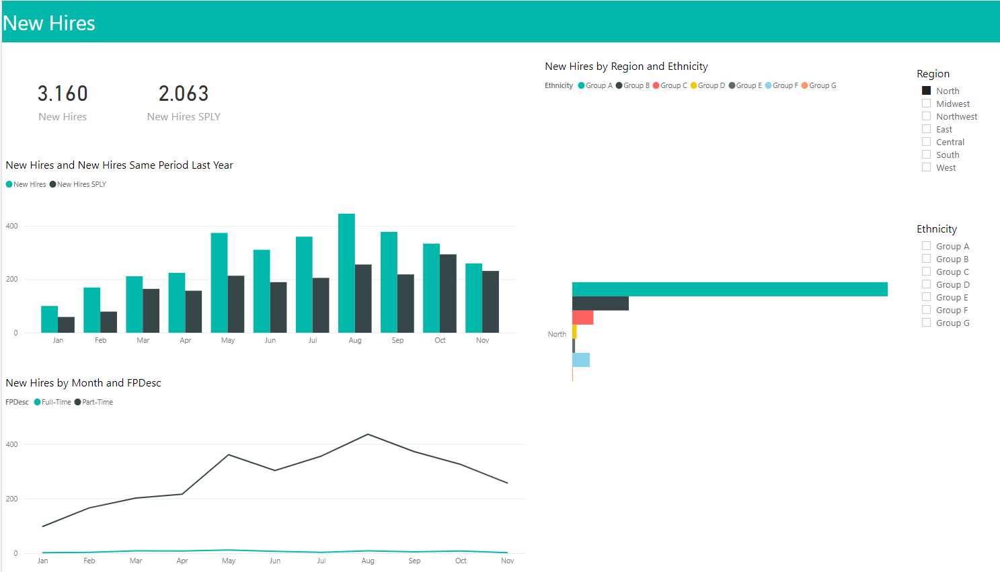 New Hires
3.160
New Hires
2.063
New Hires SPLY
New Hires and New Hires Same Period Last Year
New Hires New Hires SPLY
400
200
0
Jan Feb Mar Apr May Jun Jul Aug Sep Oct Nov
New Hires by Month and FPDesc
FPDesc Full-Time Part-Time
400
200
0
Jan Feb Mar Apr May Jun Jul Aug Sep Oct Nov
New Hires by Region and Ethnicity
Ethnicity Group A Group B Group C Group D Group E Group F Group G
North
Region
North
Midwest
Northwest
East
Central
South
West
Ethnicity
Group A
Group B
Group C
Group D
Group E
Group F
Group G